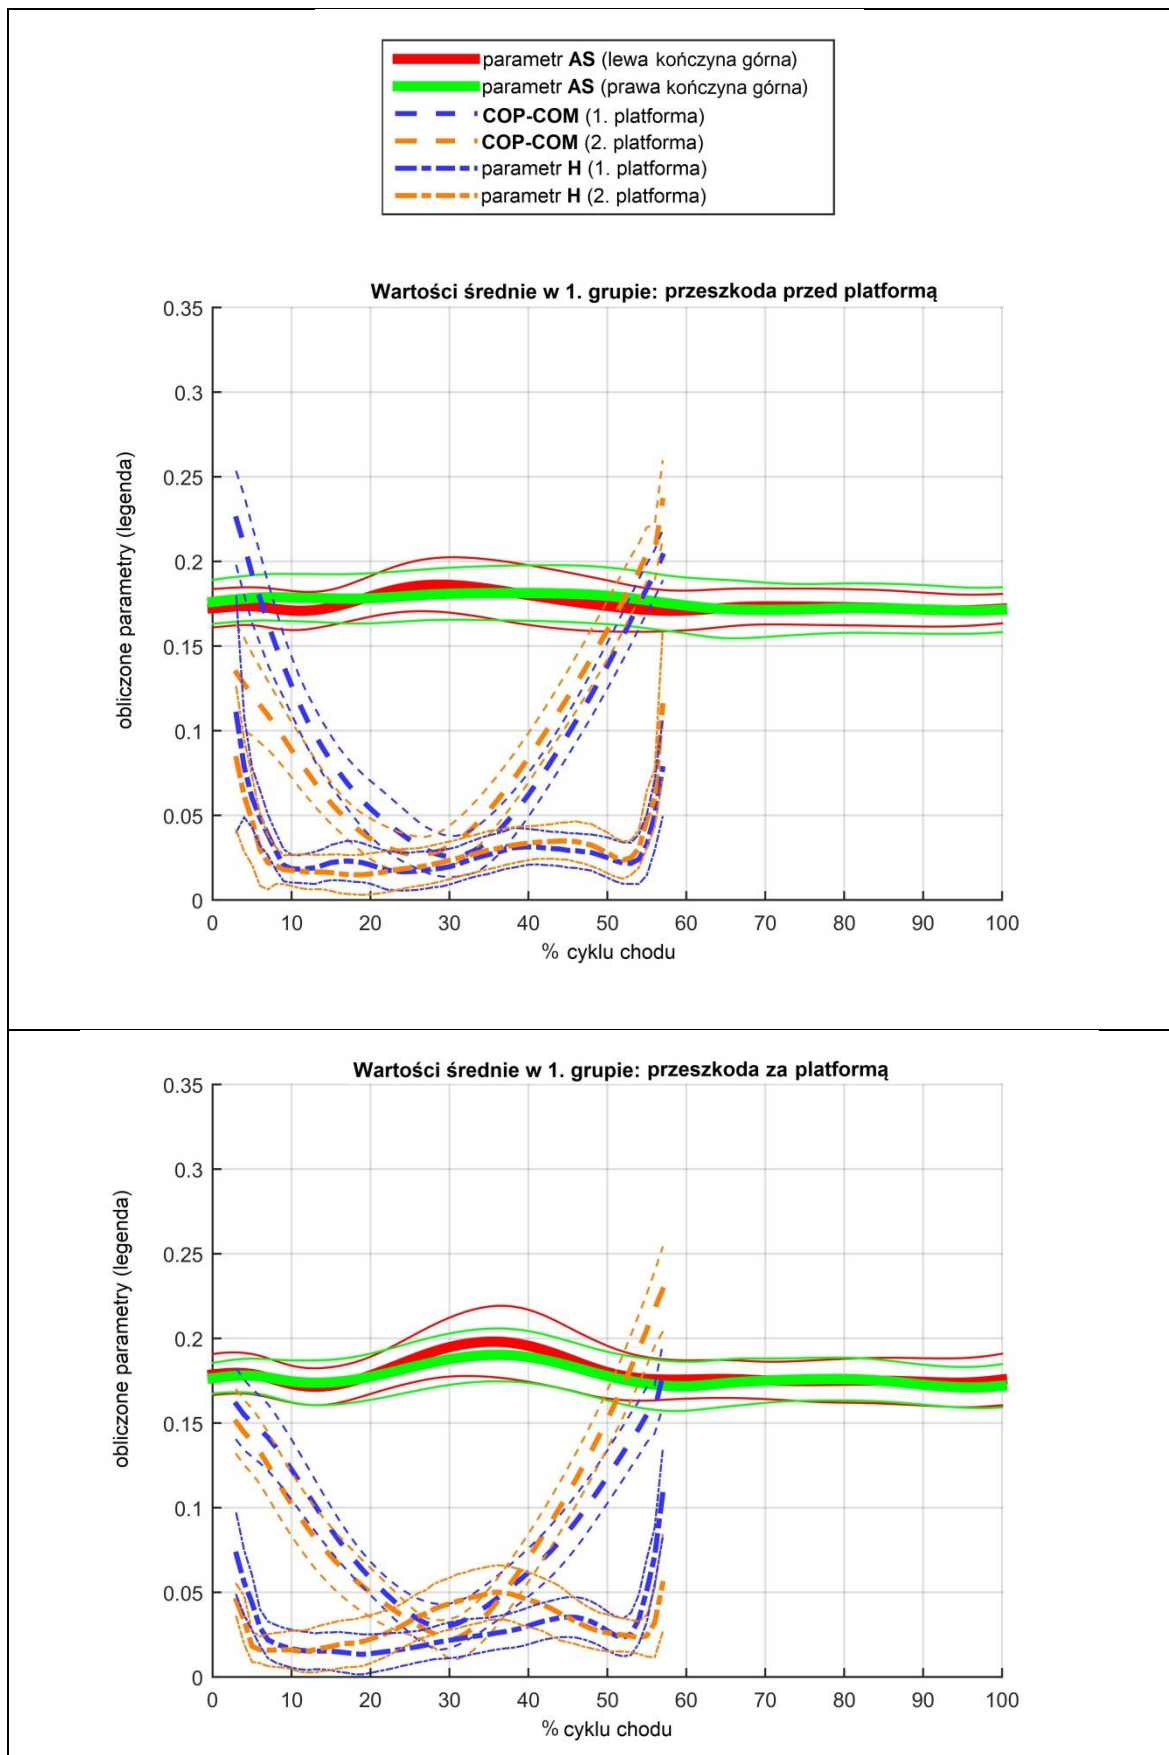 parametr AS (lewa kończyna górna)
parametr AS (prawa kończyna górna)
COP-COM (1. platforma)
COP-COM (2. platforma)
parametr H (1. platforma)
parametr H (2. platforma)
Wartości średnie w 1. grupie: przeszkoda przed platformą
0.35
0.3
0.25
0.2
0.15
0.1
0.05
0
obliczone parametry (legenda)
0 10 20 30 40 50 60 70 80 90 100
% cyklu chodu
Wartości średnie w 1. grupie: przeszkoda za platformą
0.35
0.3
0.25
0.2
0.15
0.1
0.05
0
obliczone parametry (legenda)
0 10 20 30 40 50 60 70 80 90 100
% cyklu chodu